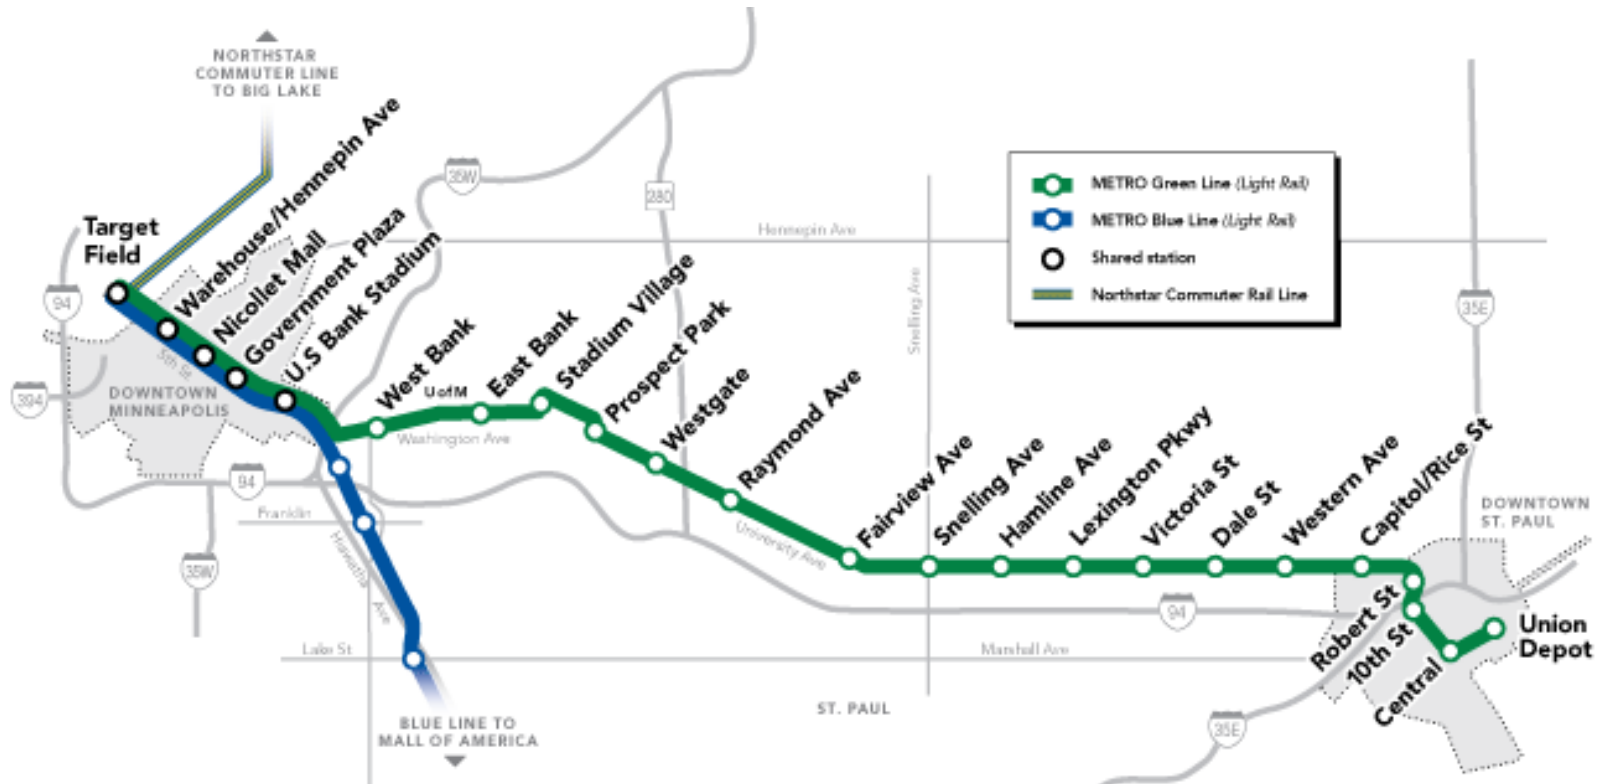 NORTHSTAR
COMMUTER LINE
TO BIG LAKE
Target
Field
Warehouse/Hennepin Ave
Nicollet Mall
Government Plaza
U.S Bank Stadium
West Bank
East Bank
Stadium Village
Prospect Park
Westgate
Raymond Ave
Fairview Ave
Snelling Ave
Hamline Ave
Lexington Pkwy
Victoria St
Dale St
Western Ave
Capitol/Rice St
Robert St
10th St
Central
Union
Depot
METRO Green Line (Light Rail)
METRO Blue Line (Light Rail)
Shared station
Northstar Commuter Rail Line
35W
280
Hennepin Ave
Snelling Ave
35E
94
394
5th St
DOWNTOWN
MINNEAPOLIS
UofM
Washington Ave
94
Franklin
Hiawatha Ave
35W
University Ave
94
Lake St
Marshall Ave
DOWNTOWN
ST. PAUL
ST. PAUL
35E
BLUE LINE TO
MALL OF AMERICA